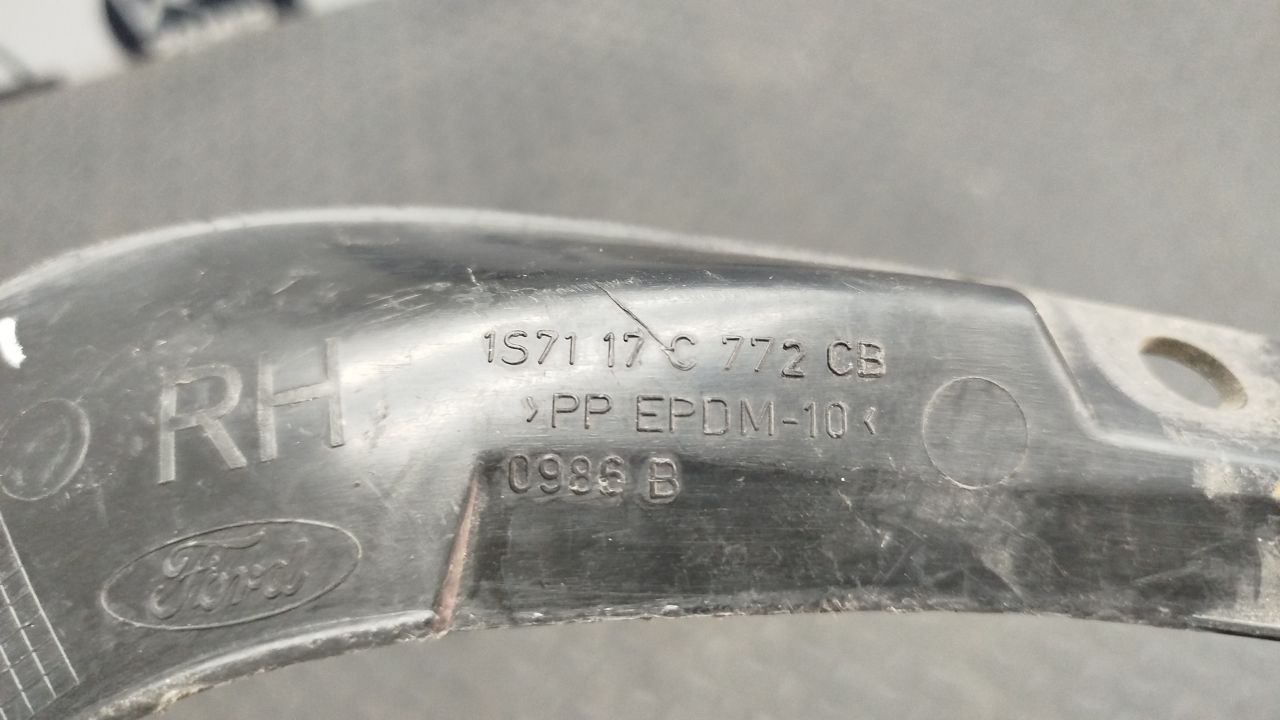 1S71 17 C 772 CB
RH
>PP EPDM-10<
0986 B
Ford